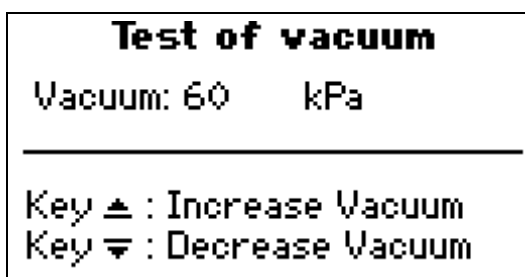 Test of vacuum
Vacuum: 60 kPa
Key ▲ : Increase Vacuum
Key ▼ : Decrease Vacuum